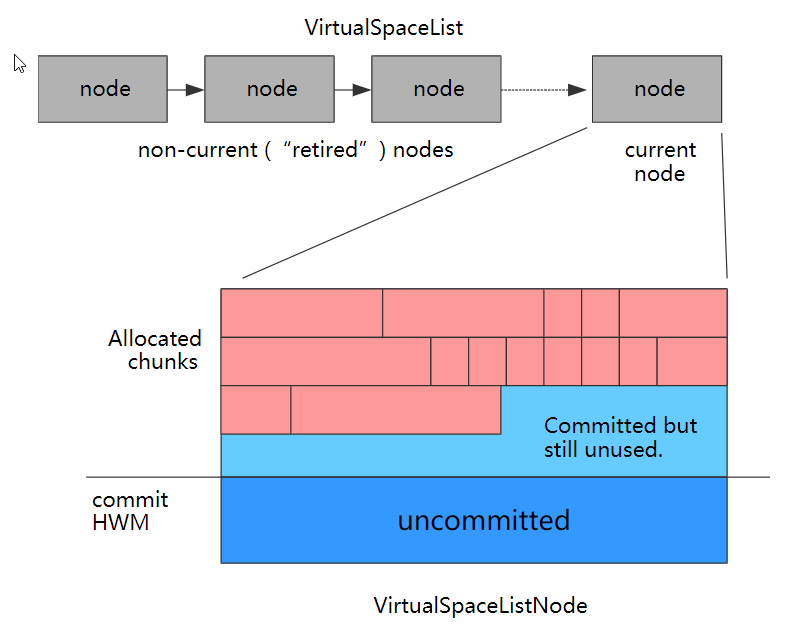 VirtualSpaceList
node
node
node
node
non-current (“retired”) nodes
current
node
Allocated
chunks
Committed but
still unused.
commit
HWM
uncommitted
VirtualSpaceListNode